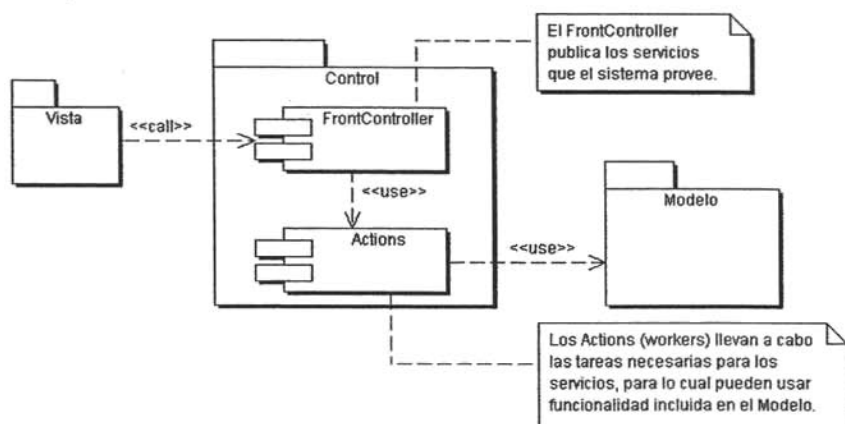 El FrontController
publica los servicios
que el sistema provee.
Control
Vista
<<call>>
FrontController
<<use>>
Actions
<<use>>
Modelo
Los Actions (workers) llevan a cabo
las tareas necesarias para los
servicios, para lo cual pueden usar
funcionalidad incluida en el Modelo.